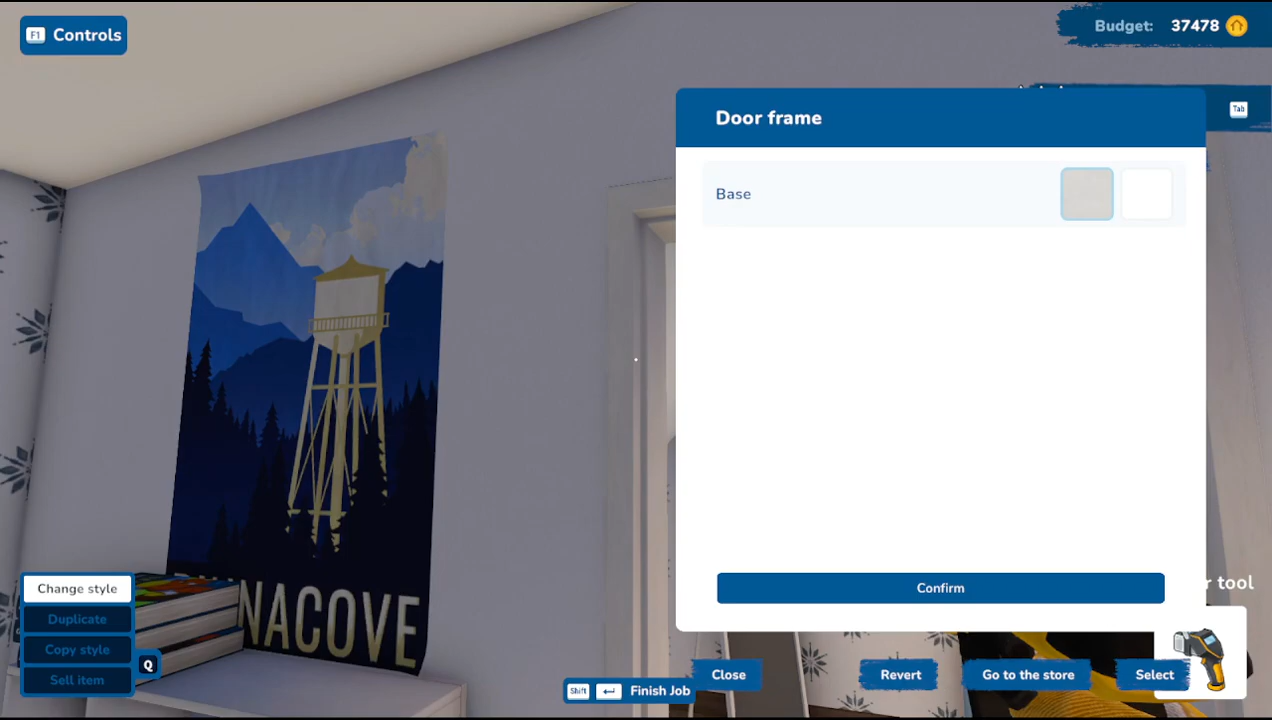 F1 Controls
Budget: 37478
Tab
Door frame
Base
Confirm
Change style
Duplicate
Copy style
Q
Sell item
NACOVE
r tool
Close
Revert
Go to the store
Select
Shift Finish Job